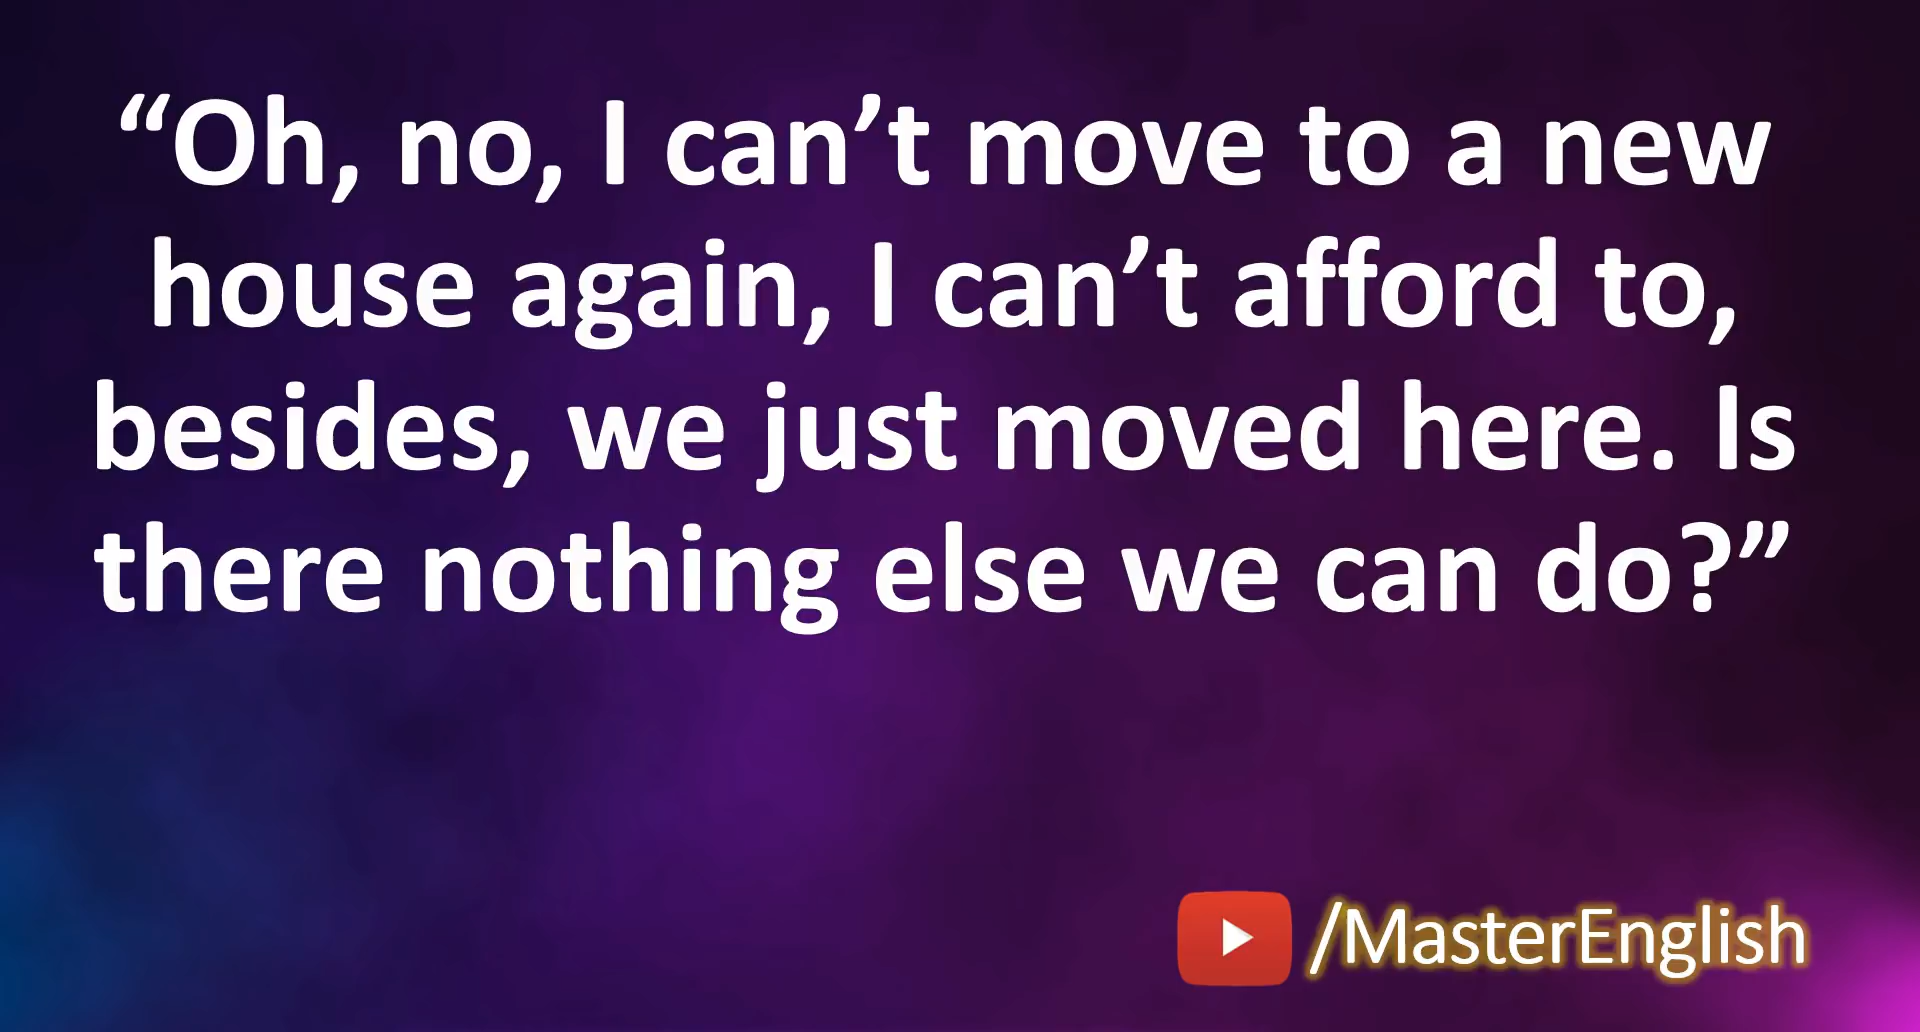 “Oh, no, I can’t move to a new
house again, I can’t afford to,
besides, we just moved here. Is
there nothing else we can do?”
/MasterEnglish